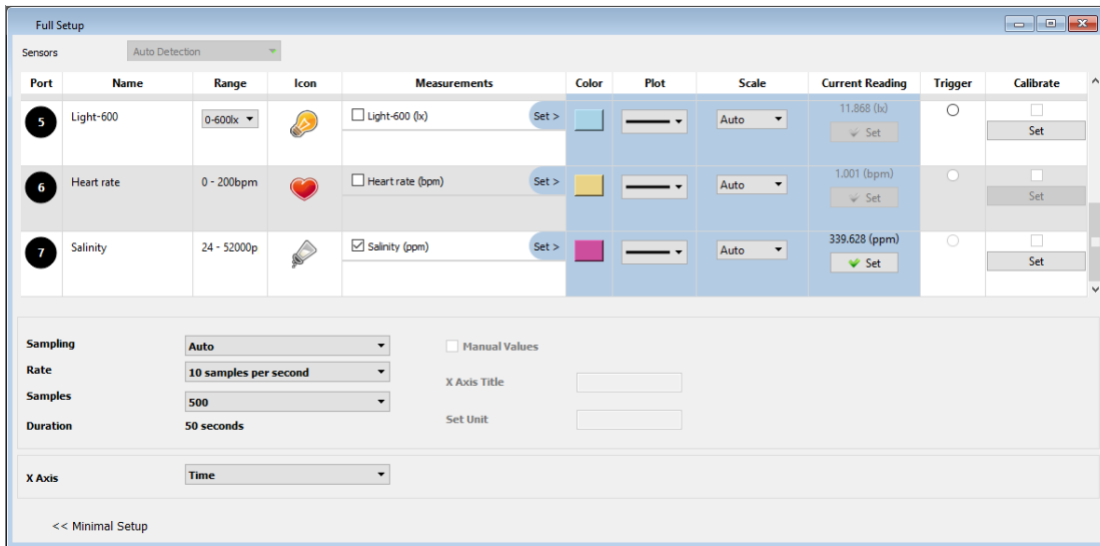 Full Setup
Sensors Auto Detection
Port Name Range Icon Measurements Color Plot Scale Current Reading Trigger Calibrate
5 Light-600 0-600lx Light-600 (lx) Set > Auto 11.868 (lx) Set Set
6 Heart rate 0 - 200bpm Heart rate (bpm) Set > Auto 1.001 (bpm) Set Set
7 Salinity 24 - 52000p Salinity (ppm) Set > Auto 339.628 (ppm) Set Set
Sampling Auto Manual Values
Rate 10 samples per second X Axis Title
Samples 500
Set Unit
Duration 50 seconds
X Axis Time
<< Minimal Setup